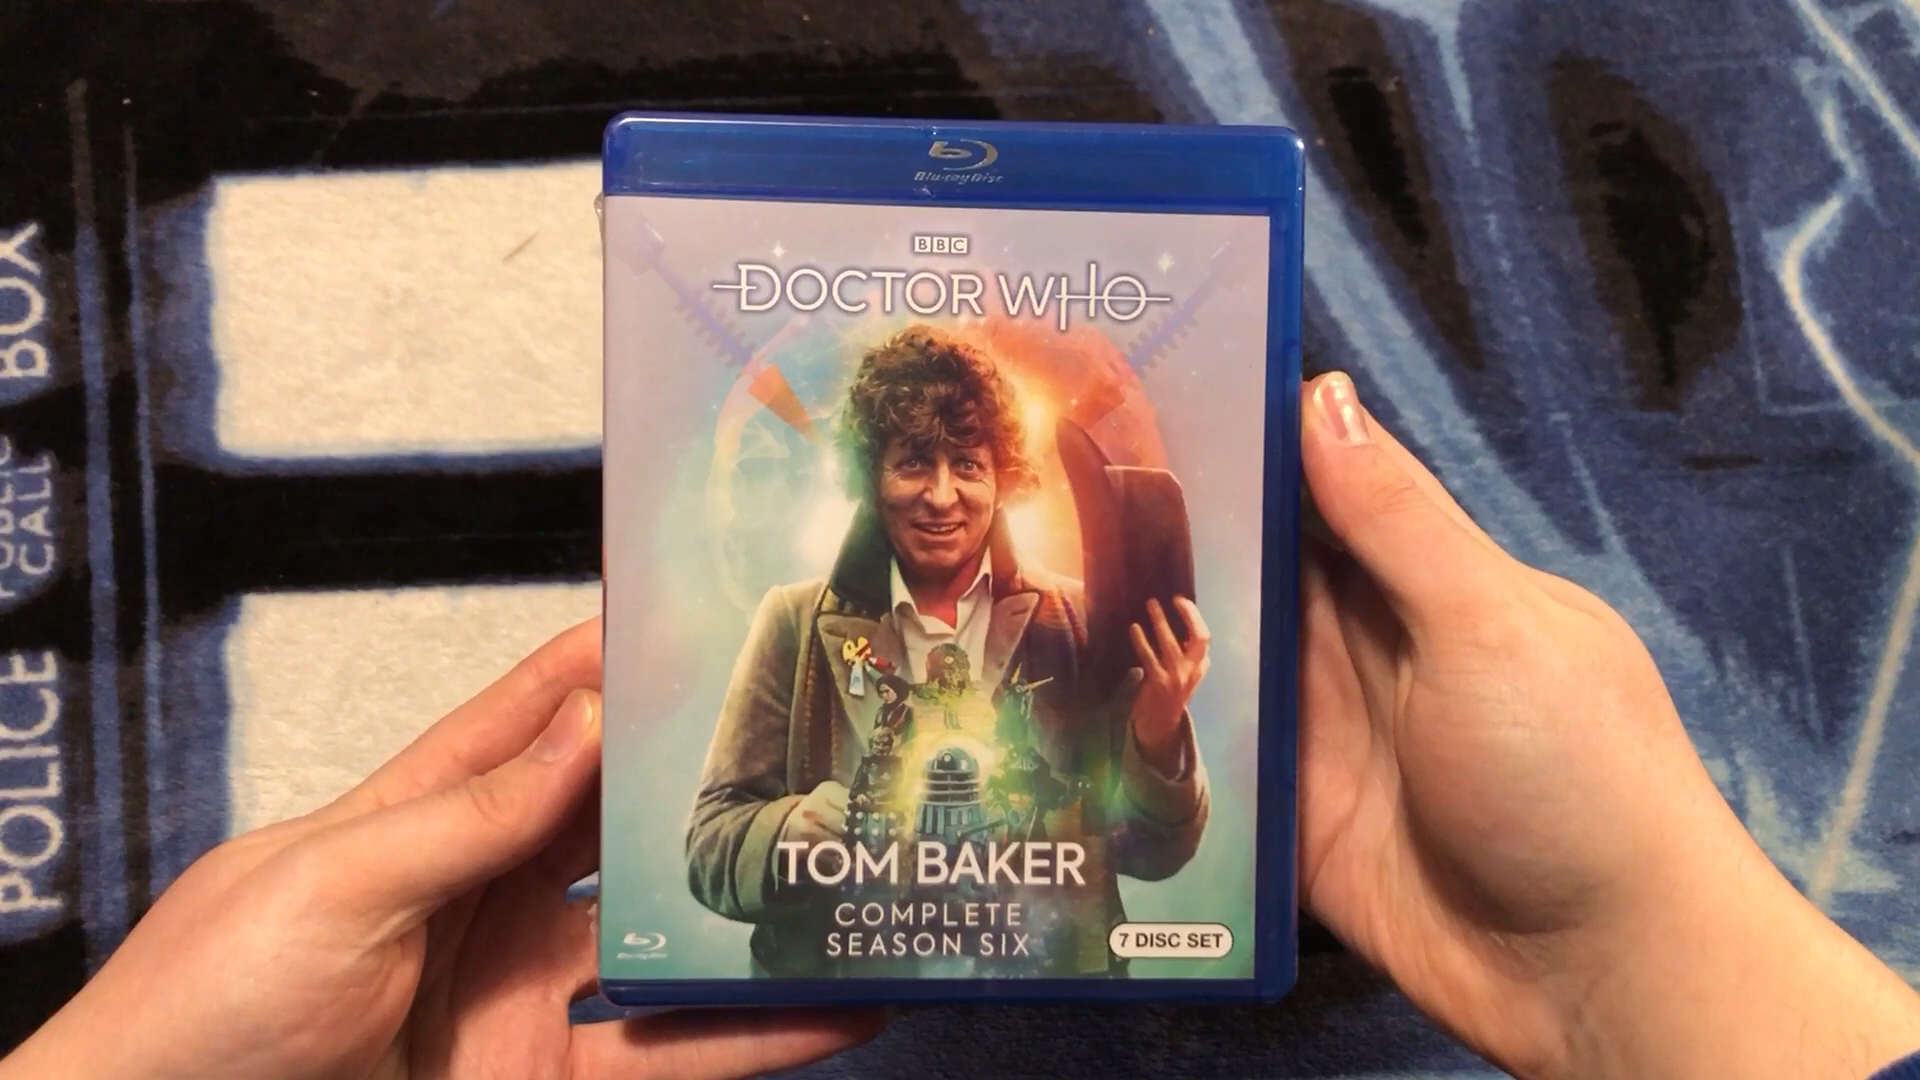 Blu-ray Disc
BBC
DOCTOR WHO
TOM BAKER
COMPLETE
SEASON SIX
7 DISC SET
Blu-ray Disc
POLICE BOX
PUBLIC
CALL